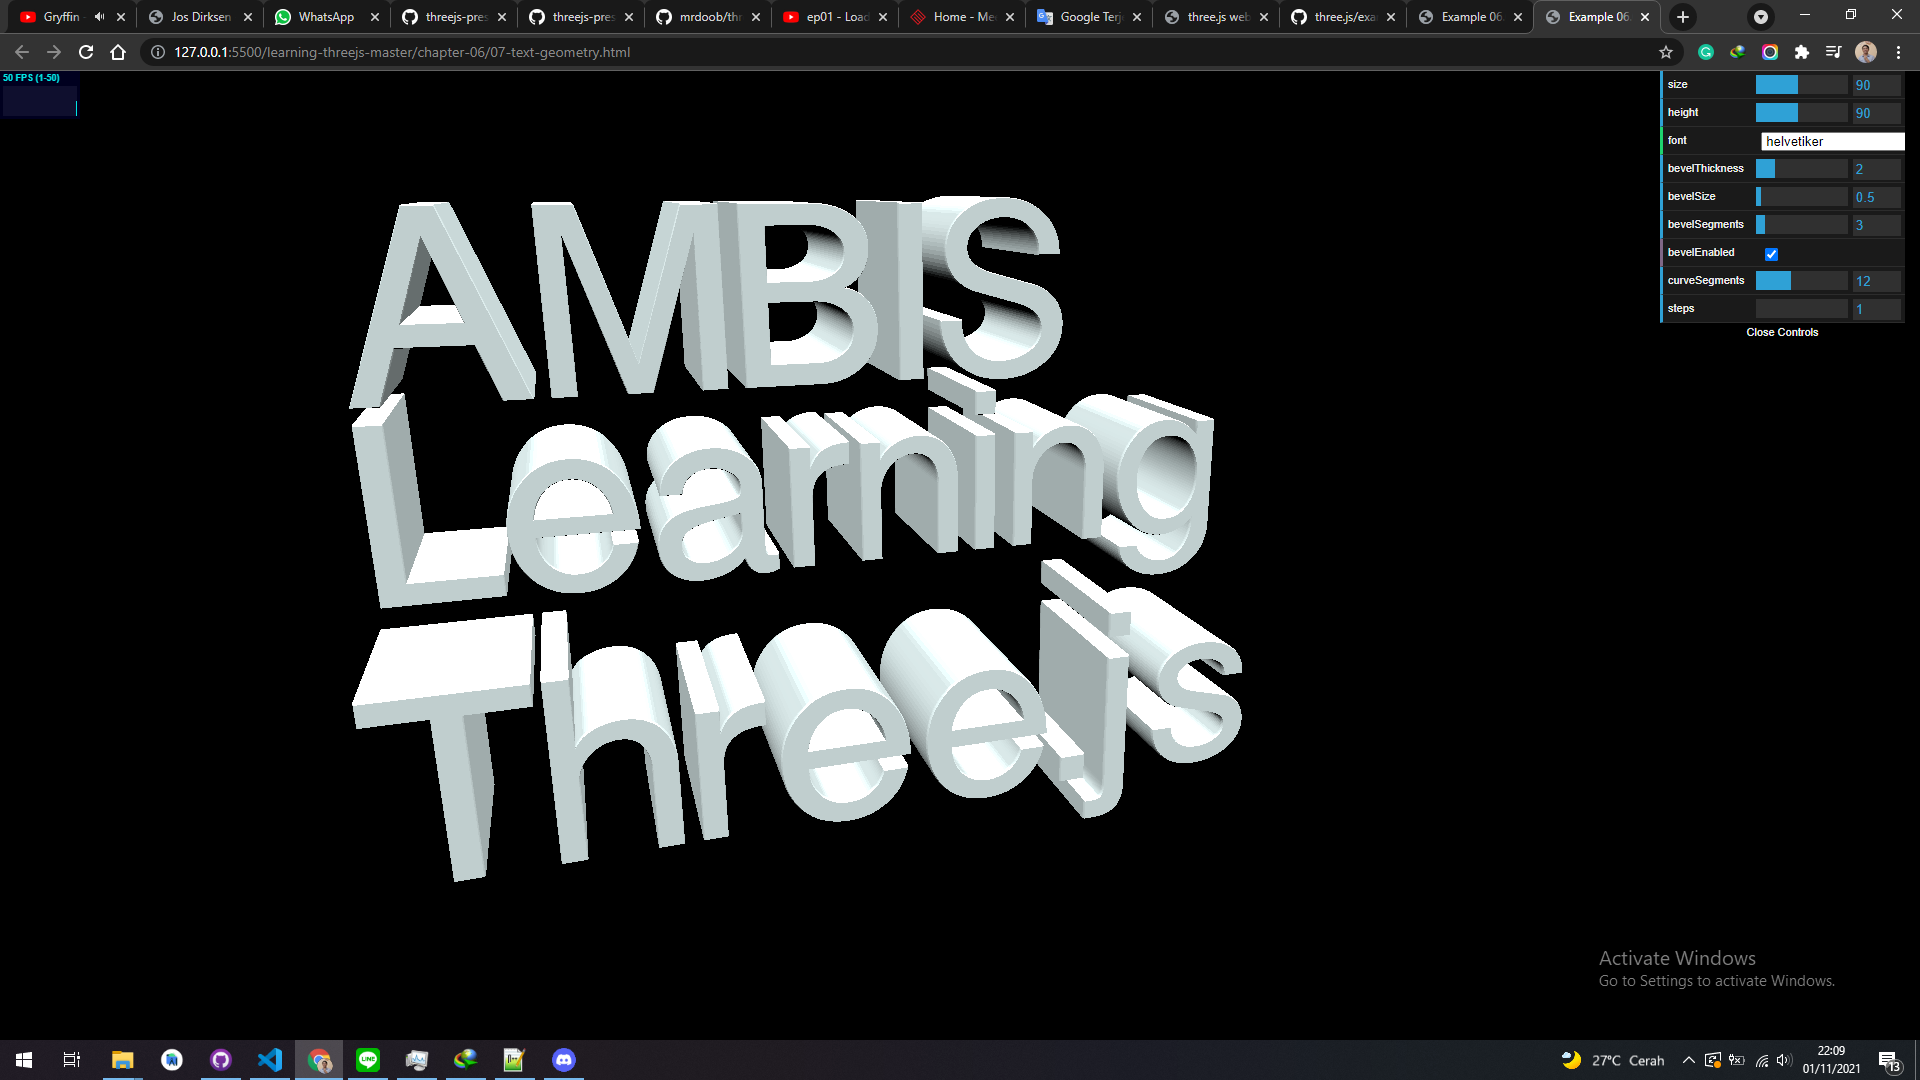 Gryffin
Jos Dirksen
WhatsApp
threejs-pres
threejs-pres
mrdoob/thr
ep01 - Load
Home - Me
Google Terj
three.js web
three.js/exa
Example 06.
Example 06.
127.0.0.1:5500/learning-threejs-master/chapter-06/07-text-geometry.html
50 FPS (1-50)
size 90
height 90
font helvetiker
bevelThickness 2
bevelSize 0.5
bevelSegments 3
bevelEnabled
curveSegments 12
steps 1
Close Controls
AMBIS
Learning
Threejs
Activate Windows
Go to Settings to activate Windows.
27°C Cerah
22:09
01/11/2021
13